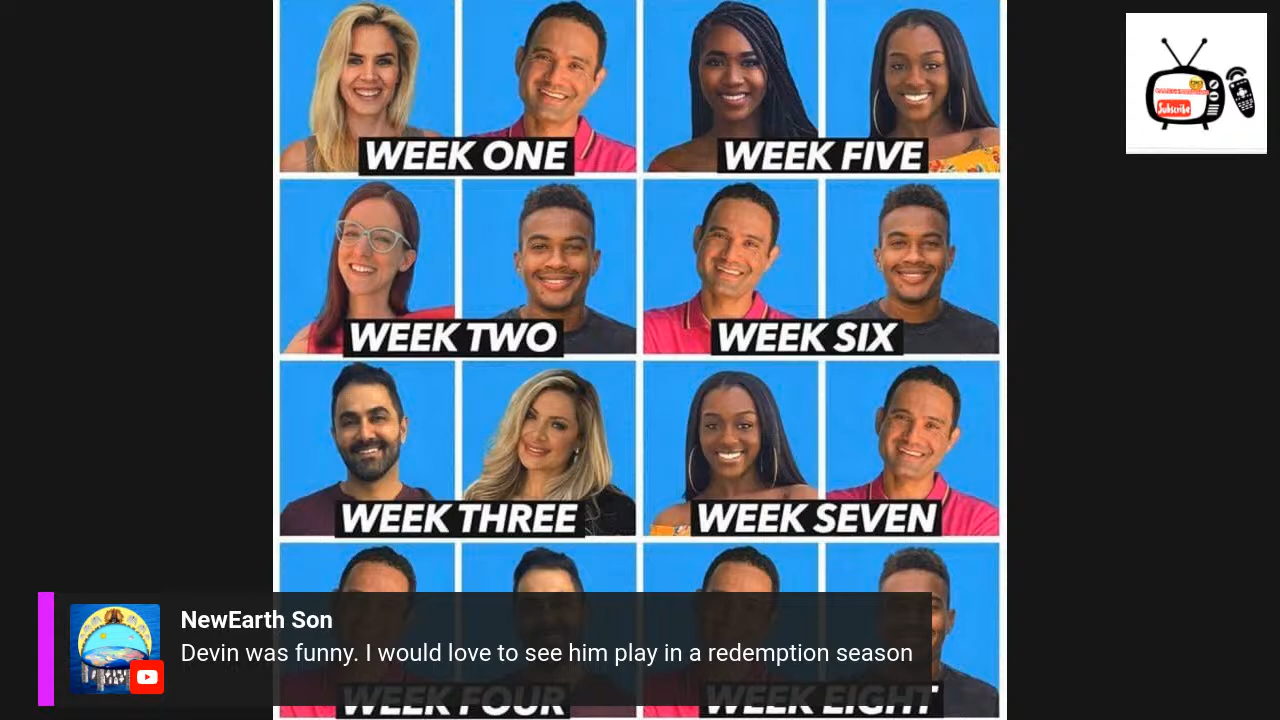 WEEK ONE
WEEK FIVE
WEEK TWO
WEEK SIX
WEEK THREE
WEEK SEVEN
WEEK FOUR
WEEK EIGHT
NewEarth Son
Devin was funny. I would love to see him play in a redemption season
Subscribe